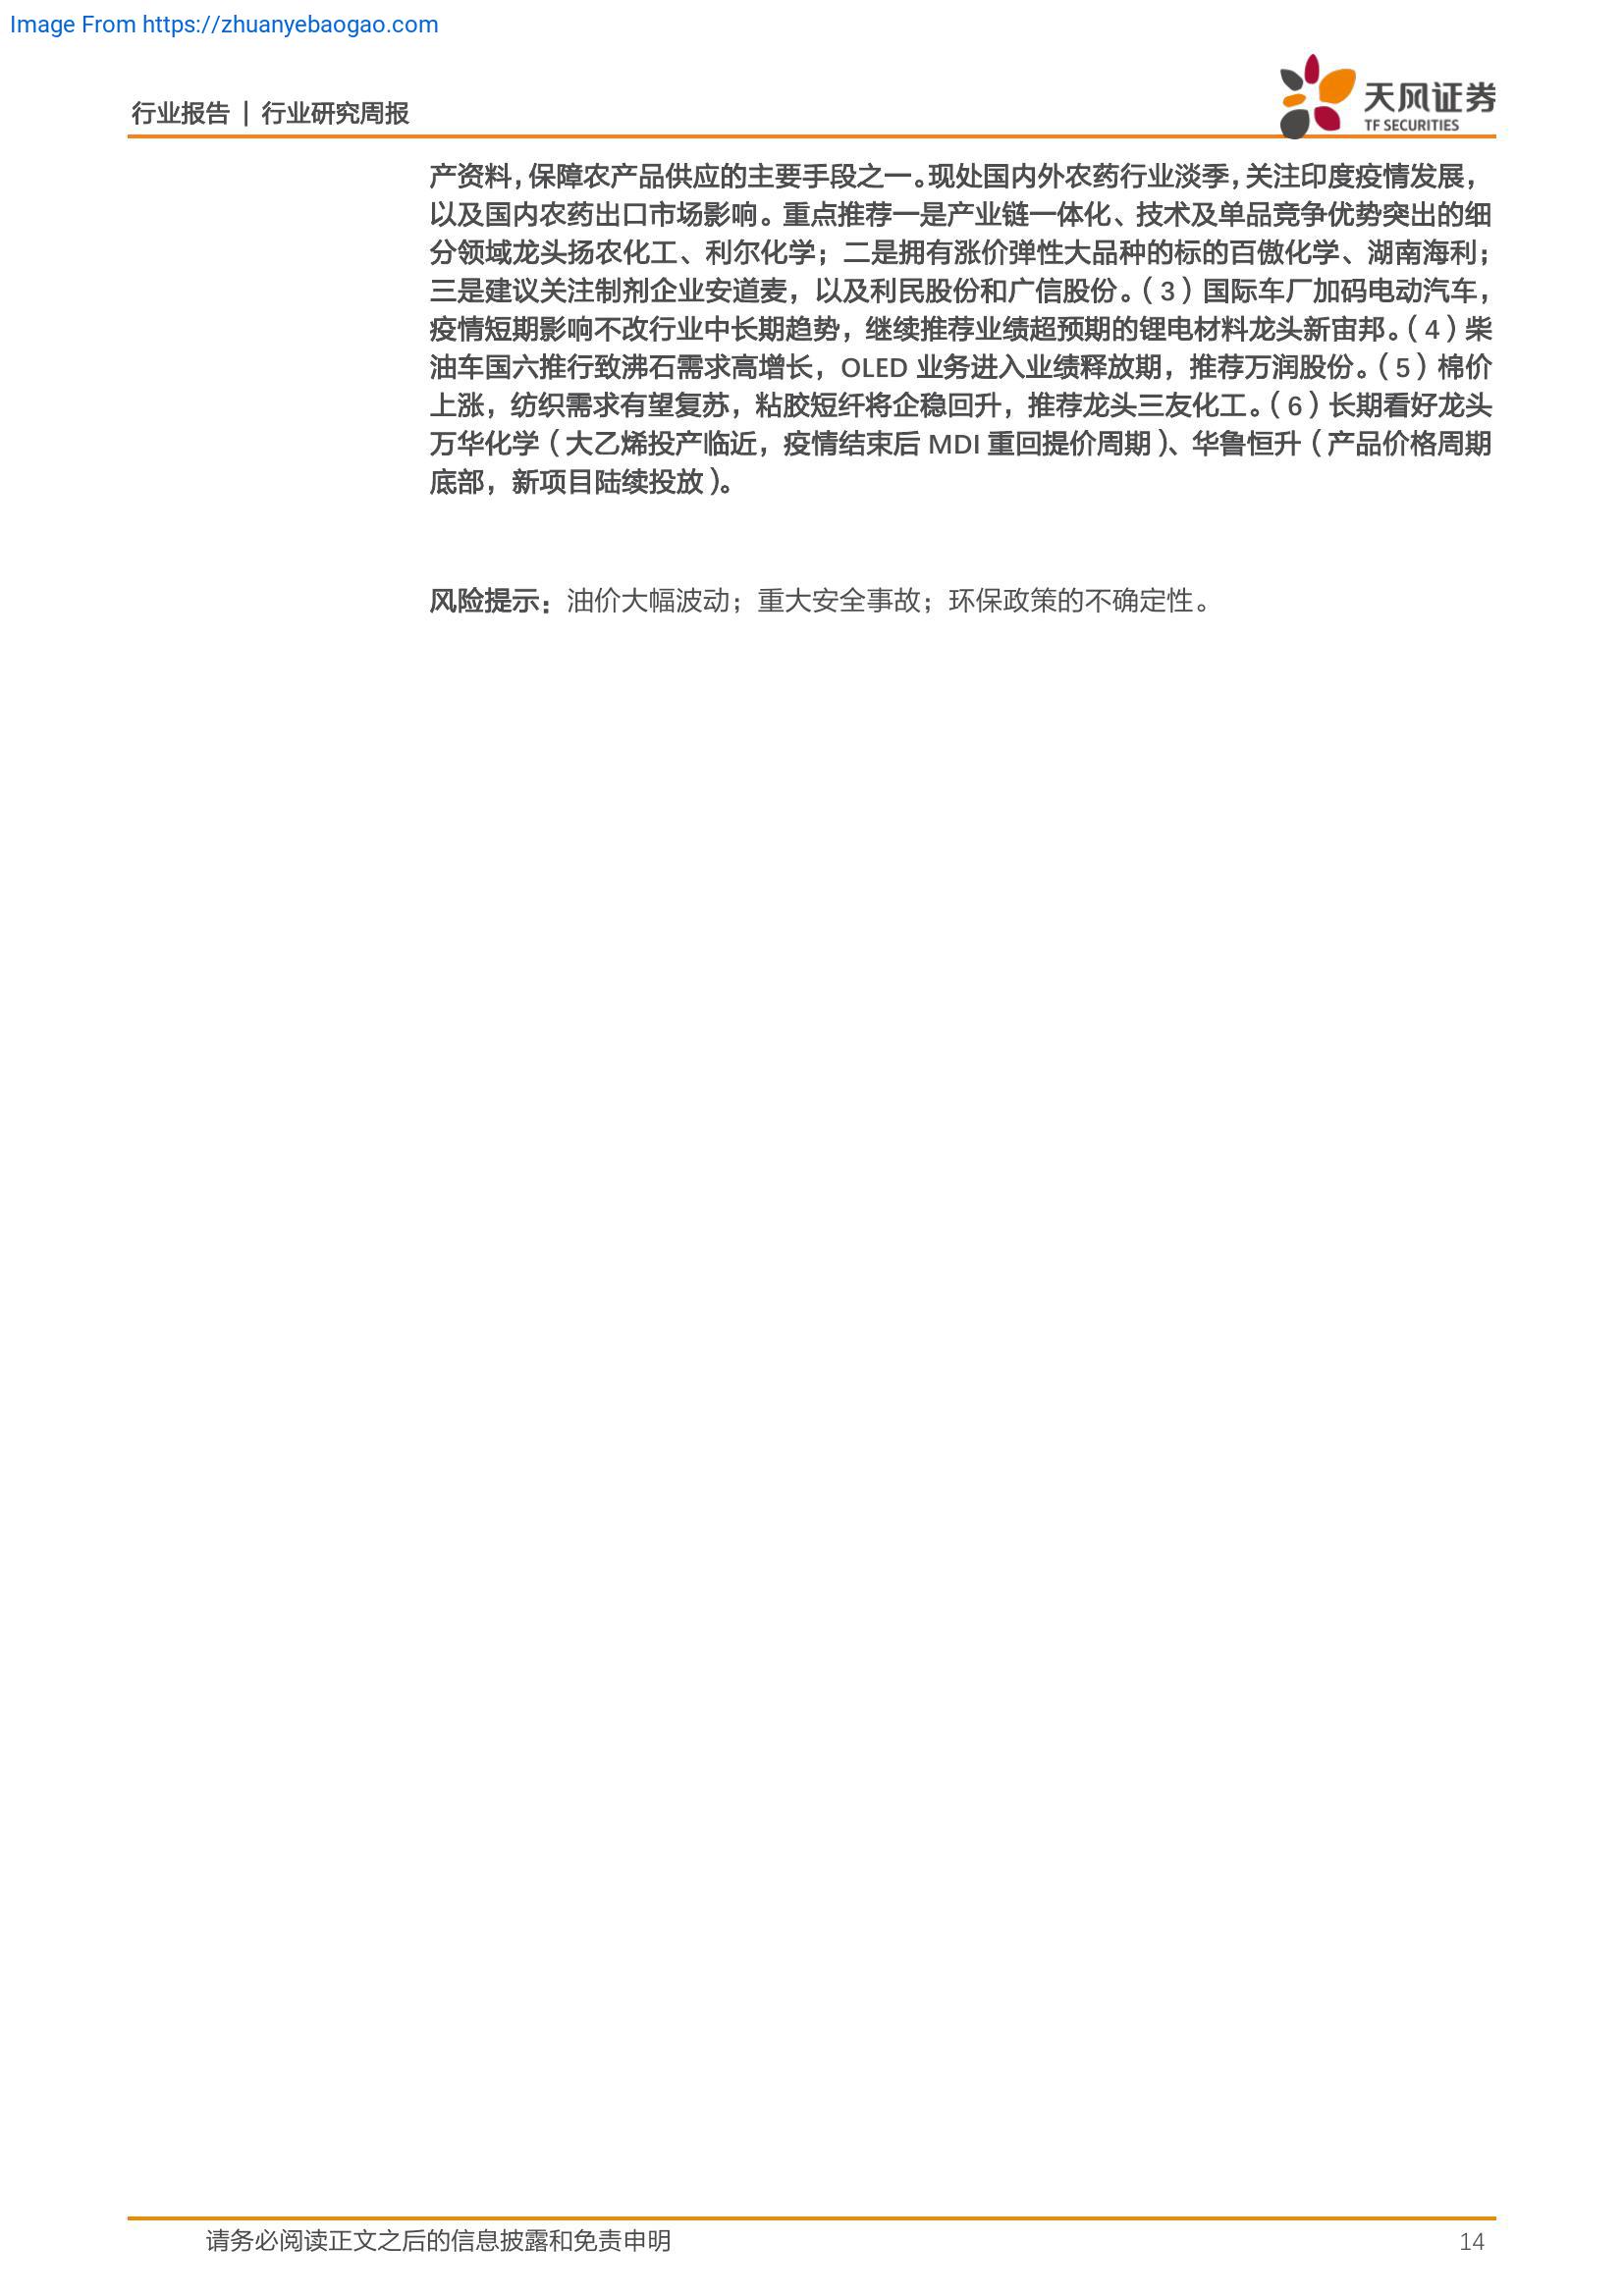 Image From https://zhuanyebaogao.com
行业报告 | 行业研究周报
天风证券
TF SECURITIES
产资料，保障农产品供应的主要手段之一。现处国内外农药行业淡季，关注印度疫情发展，
以及国内农药出口市场影响。重点推荐一是产业链一体化、技术及单品竞争优势突出的细
分领域龙头扬农化工、利尔化学；二是拥有涨价弹性大品种的标的百傲化学、湖南海利；
三是建议关注制剂企业安道麦，以及利民股份和广信股份。（3）国际车厂加码电动汽车，
疫情短期影响不改行业中长期趋势，继续推荐业绩超预期的锂电材料龙头新宙邦。（4）柴
油车国六推行致沸石需求高增长，OLED 业务进入业绩释放期，推荐万润股份。（5）棉价
上涨，纺织需求有望复苏，粘胶短纤将企稳回升，推荐龙头三友化工。（6）长期看好龙头
万华化学（大乙烯投产临近，疫情结束后 MDI 重回提价周期）、华鲁恒升（产品价格周期
底部，新项目陆续投放）。
风险提示：油价大幅波动；重大安全事故；环保政策的不确定性。
请务必阅读正文之后的信息披露和免责申明
14